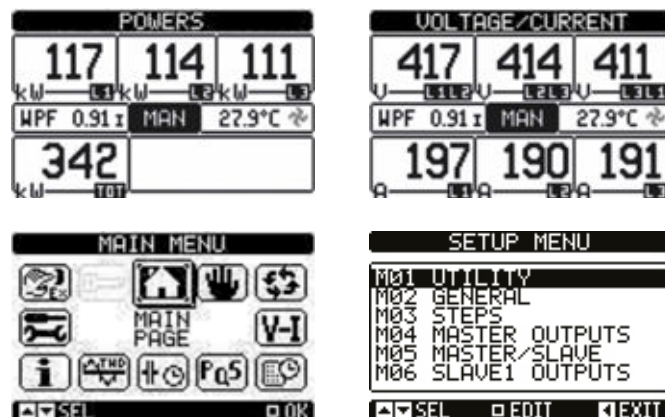 POWERS
117 114 111
kW L1 kW L2 kW L3
WPF 0.91 I MAN 27.9°C
342
kW TOT
VOLTAGE/CURRENT
417 414 411
V L1L2 V L2L3 V L3L1
WPF 0.91 I MAN 27.9°C
197 190 191
A L1 A L2 A L3
MAIN MENU
EX
MAIN
PAGE
V-I
i THD PQS
▲▼SEL OK
SETUP MENU
M01 UTILITY
M02 GENERAL
M03 STEPS
M04 MASTER OUTPUTS
M05 MASTER/SLAVE
M06 SLAVE1 OUTPUTS
▲▼SEL EDIT ◀EXIT